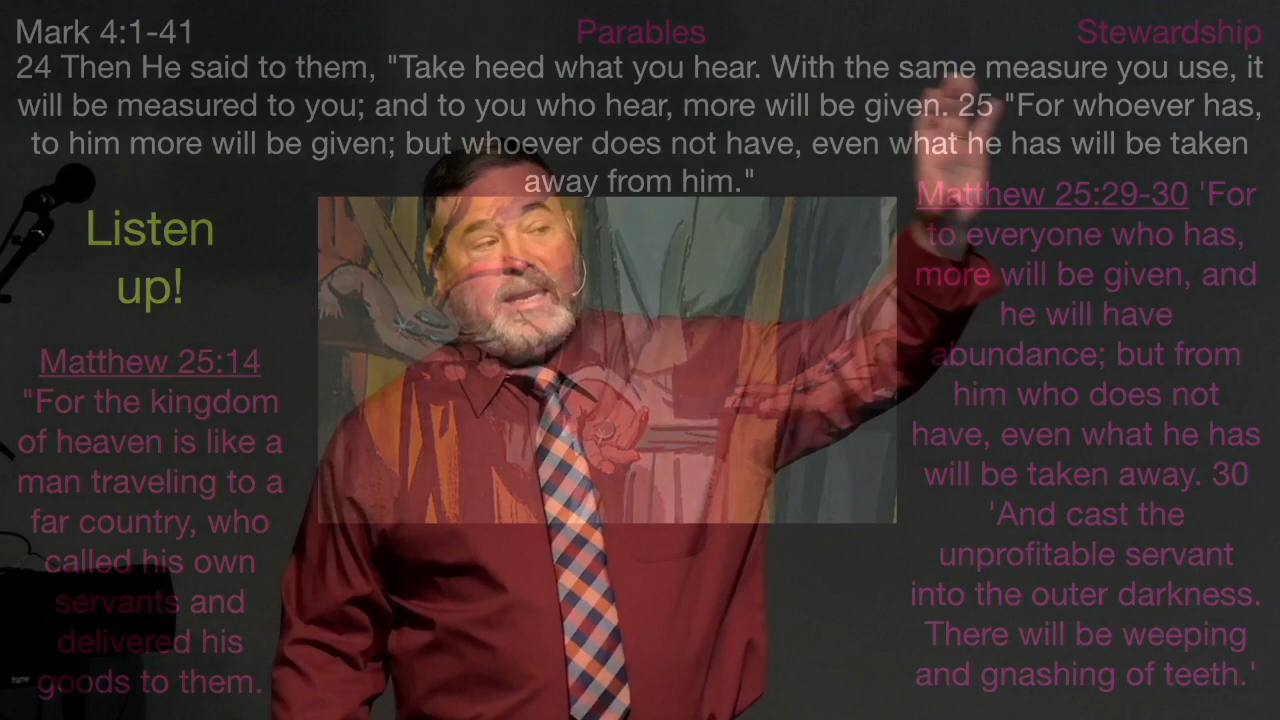 Mark 4:1-41
Parables
Stewardship
24 Then He said to them, "Take heed what you hear. With the same measure you use, it
will be measured to you; and to you who hear, more will be given. 25 "For whoever has,
to him more will be given; but whoever does not have, even what he has will be taken
away from him."
Listen
up!
Matthew 25:14
"For the kingdom
of heaven is like a
man traveling to a
far country, who
called his own
servants and
delivered his
goods to them.
Matthew 25:29-30 'For
to everyone who has,
more will be given, and
he will have
abundance; but from
him who does not
have, even what he has
will be taken away. 30
'And cast the
unprofitable servant
into the outer darkness.
There will be weeping
and gnashing of teeth.'